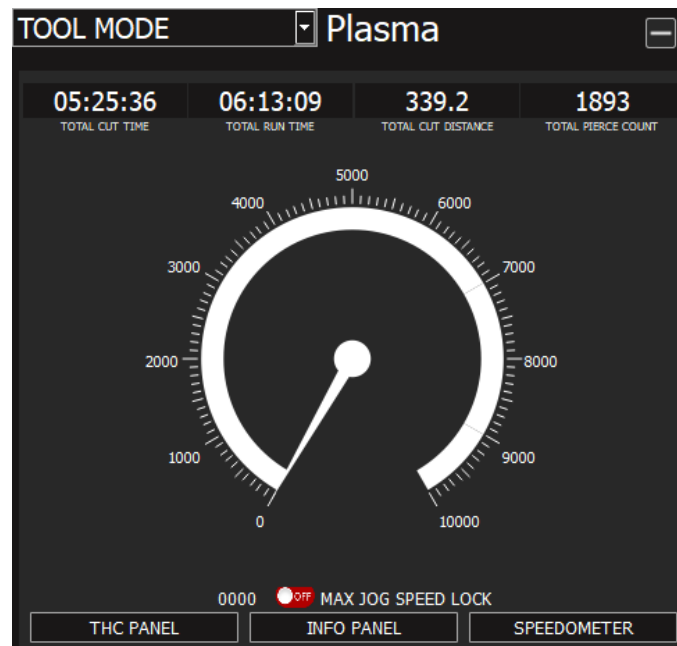 TOOL MODE Plasma
05:25:36 06:13:09 339.2 1893
TOTAL CUT TIME TOTAL RUN TIME TOTAL CUT DISTANCE TOTAL PIERCE COUNT
5000
4000 6000
3000 7000
2000 8000
1000 9000
0 10000
0000 OFF MAX JOG SPEED LOCK
THC PANEL INFO PANEL SPEEDOMETER